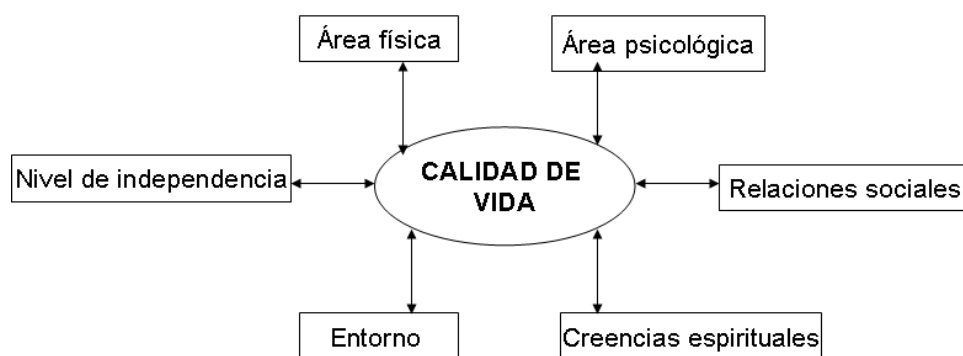 Área física
Área psicológica
Nivel de independencia
CALIDAD DE
VIDA
Relaciones sociales
Entorno
Creencias espirituales